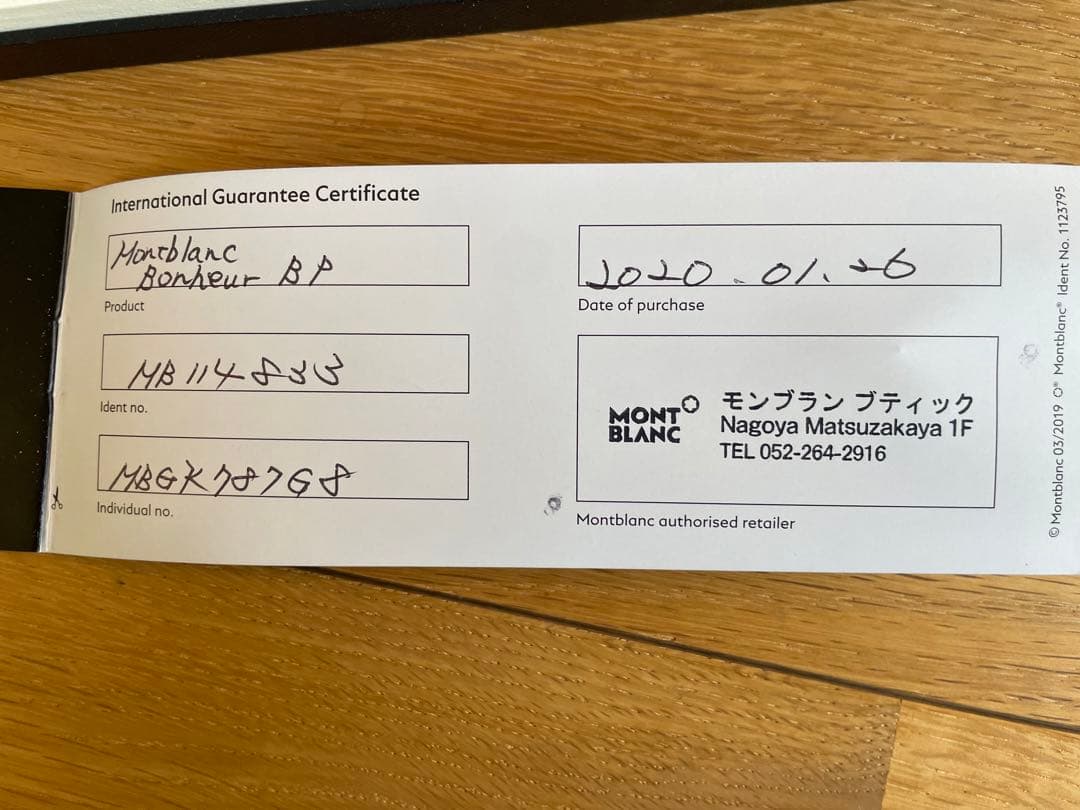 International Guarantee Certificate
Montblanc
Bonheur BP
Product
MB 114833
Ident no.
MBGK787G8
Individual no.
2020.01.26
Date of purchase
MONT
BLANC
モンブラン ブティック
Nagoya Matsuzakaya 1F
TEL 052-264-2916
Montblanc authorised retailer
© Montblanc 03/2019 O® Montblanc® Ident No. 1123795